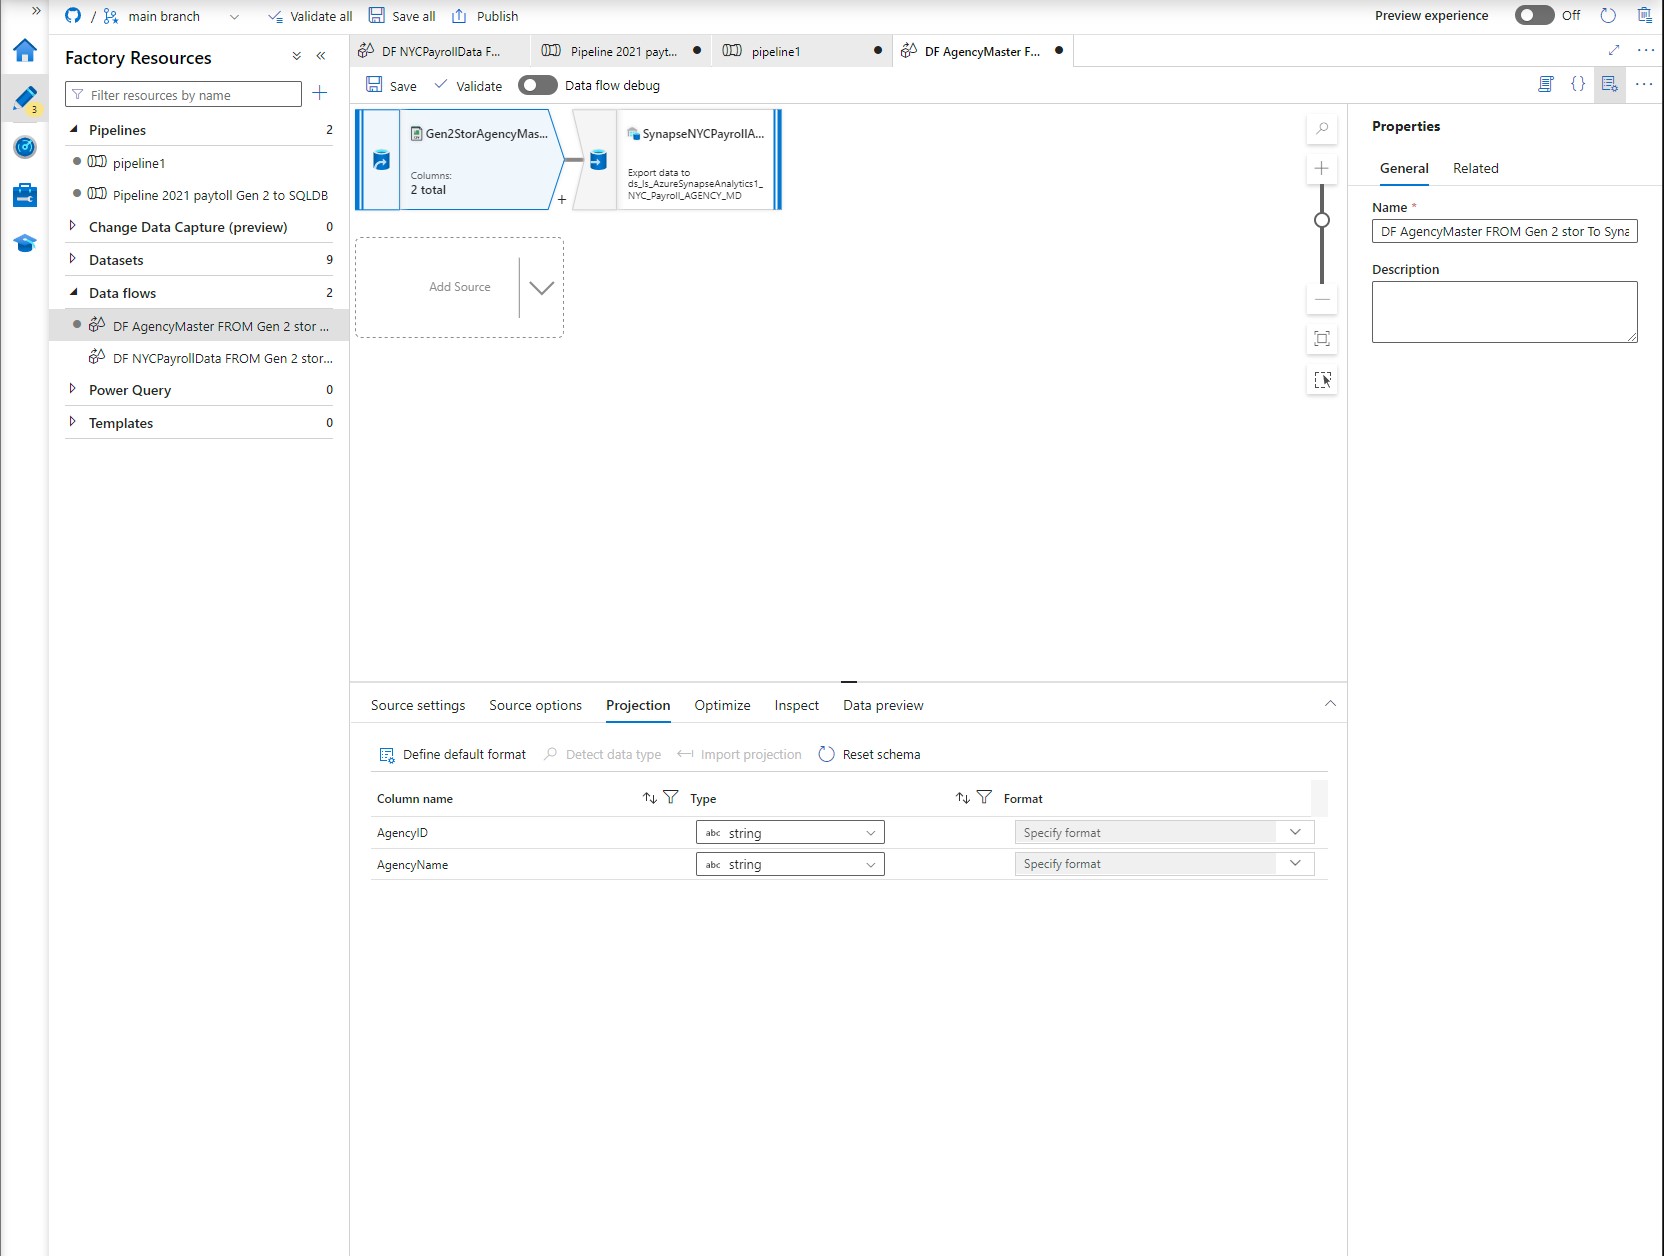 / main branch
Validate all
Save all
Publish
Preview experience
Off
3
Factory Resources
Filter resources by name
Pipelines 2
pipeline1
Pipeline 2021 paytoll Gen 2 to SQLDB
Change Data Capture (preview) 0
Datasets 9
Data flows 2
DF AgencyMaster FROM Gen 2 stor ...
DF NYCPayrollData FROM Gen 2 stor...
Power Query 0
Templates 0
DF NYCPayrollData F...
Pipeline 2021 payt...
pipeline1
DF AgencyMaster F...
Save
Validate
Data flow debug
Gen2StorAgencyMas...
Columns:
2 total
+
SynapseNYCPayrollA...
Export data to
ds_ls_AzureSynapseAnalytics1_
NYC_Payroll_AGENCY_MD
Add Source
Properties
General
Related
Name *
DF AgencyMaster FROM Gen 2 stor To Syna
Description
Source settings
Source options
Projection
Optimize
Inspect
Data preview
Define default format
Detect data type
Import projection
Reset schema
Column name Type Format
AgencyID abc string Specify format
AgencyName abc string Specify format